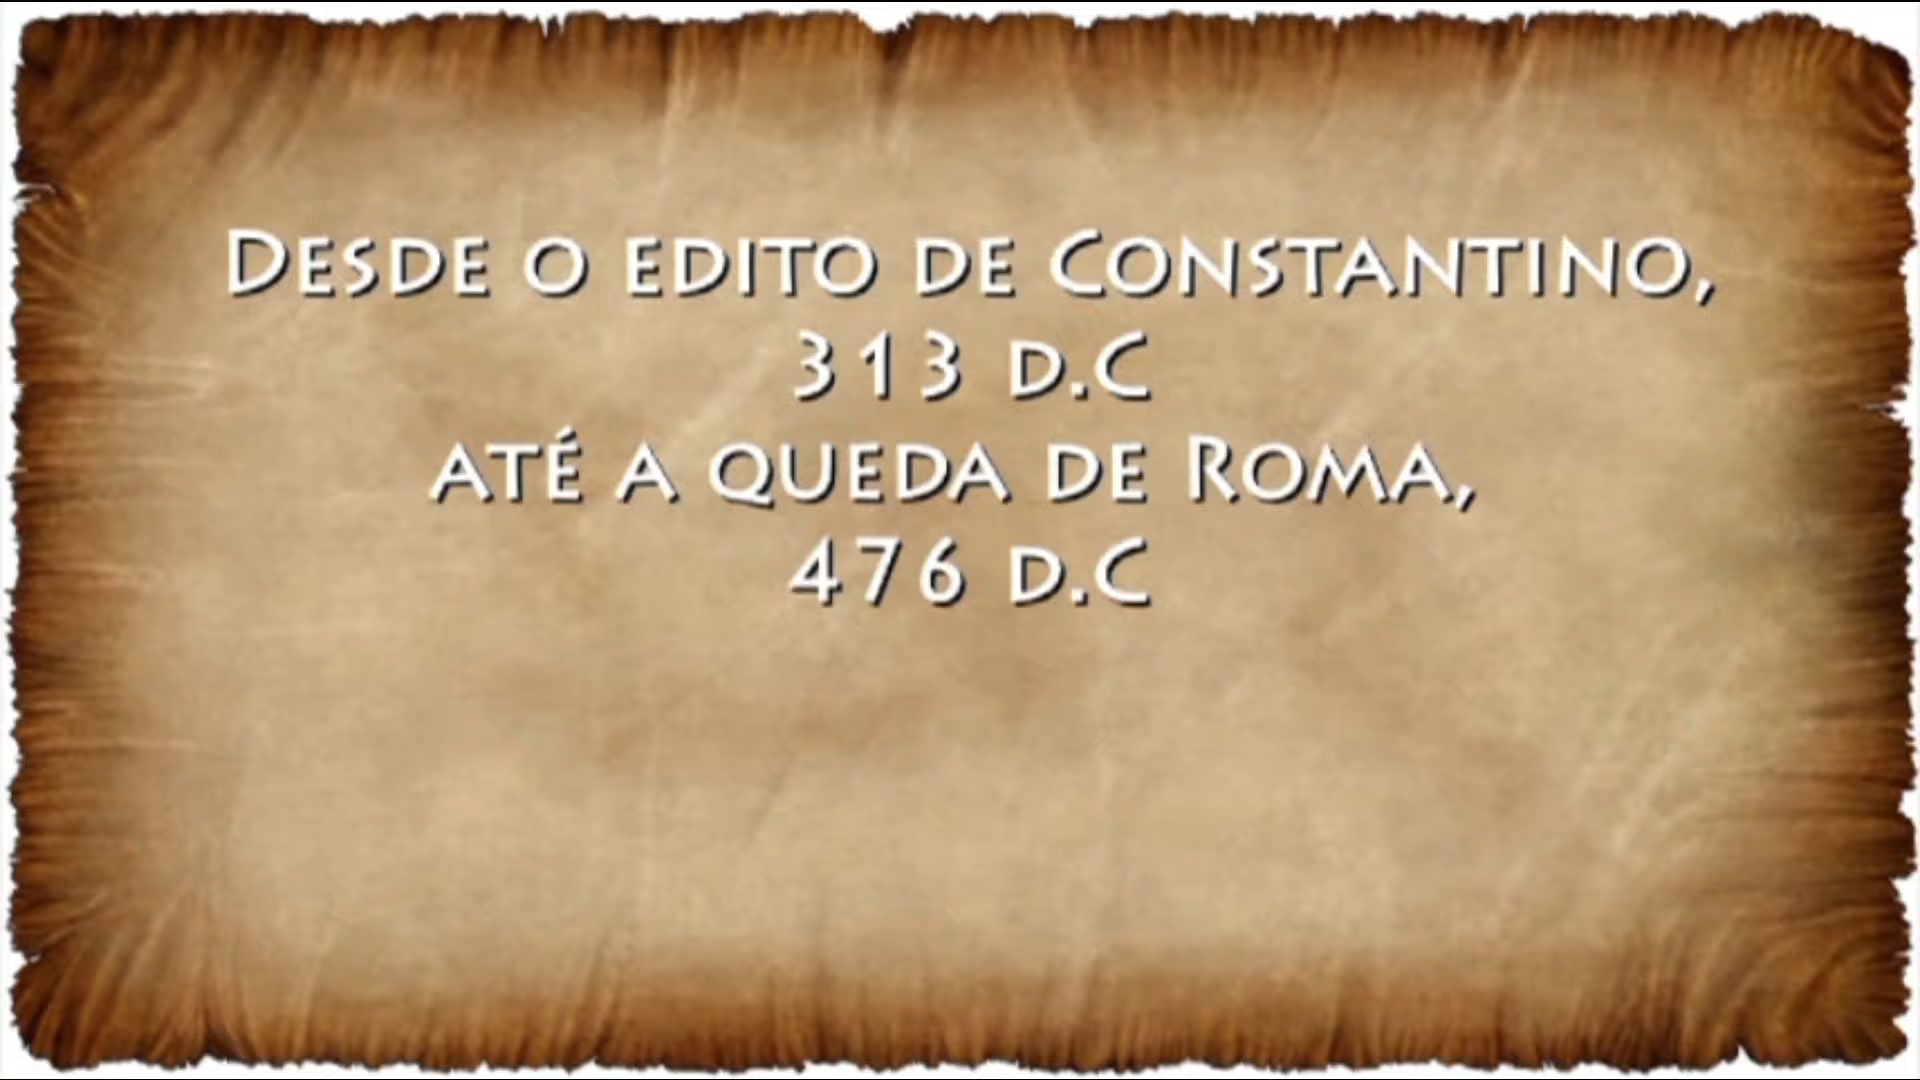 Desde o edito de Constantino,
313 d.C
até a queda de Roma,
476 d.C